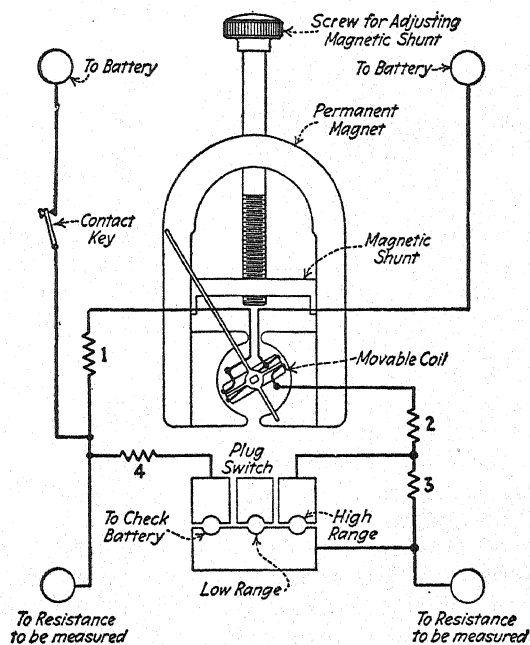 Screw for Adjusting
Magnetic Shunt
To Battery
To Battery
Permanent
Magnet
Contact
Key
Magnetic
Shunt
1
Movable Coil
2
4
Plug
Switch
3
To Check
Battery
High
Range
Low Range
To Resistance
to be measured
To Resistance
to be measured